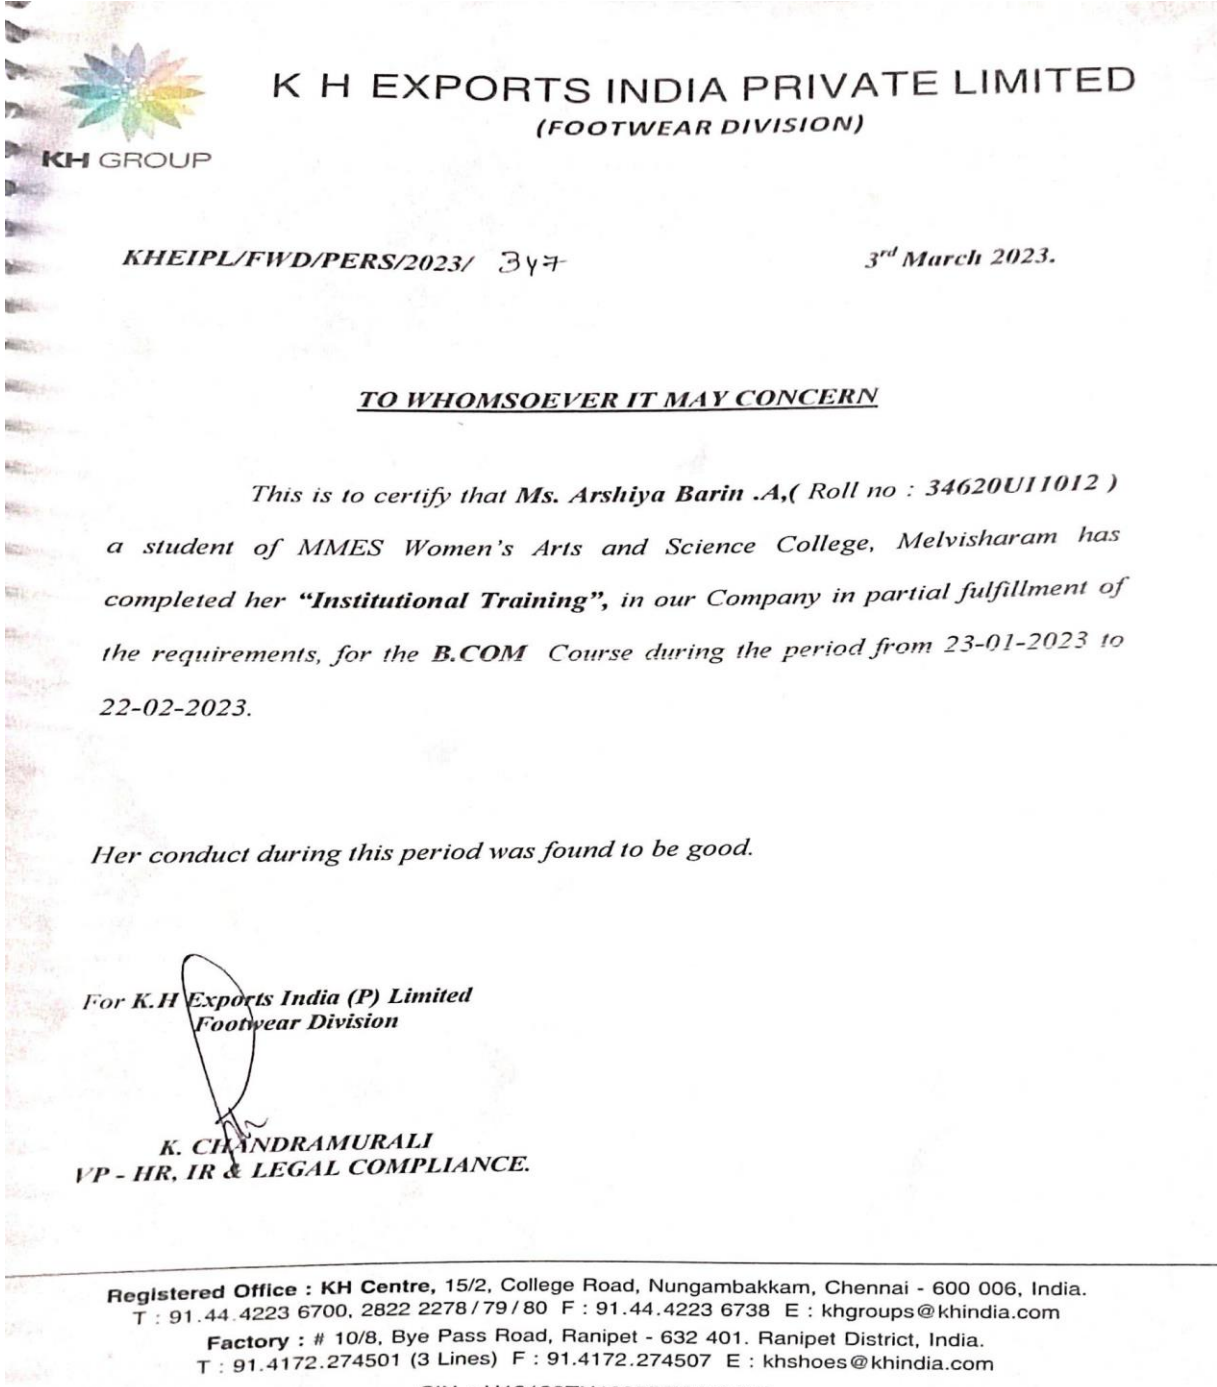 K H EXPORTS INDIA PRIVATE LIMITED
(FOOTWEAR DIVISION)
KH GROUP
KHEIPL/FWD/PERS/2023/ 347
3rd March 2023.
TO WHOMSOEVER IT MAY CONCERN
This is to certify that Ms. Arshiya Barin .A,( Roll no : 34620U11012 )
a student of MMES Women's Arts and Science College, Melvisharam has
completed her “Institutional Training”, in our Company in partial fulfillment of
the requirements, for the B.COM Course during the period from 23-01-2023 to
22-02-2023.
Her conduct during this period was found to be good.
For K.H Exports India (P) Limited
Footwear Division
K. CHANDRAMURALI
VP - HR, IR & LEGAL COMPLIANCE.
Registered Office : KH Centre, 15/2, College Road, Nungambakkam, Chennai - 600 006, India.
T : 91.44.4223 6700, 2822 2278/79/80 F : 91.44.4223 6738 E : khgroups@khindia.com
Factory : # 10/8, Bye Pass Road, Ranipet - 632 401. Ranipet District, India.
T : 91.4172.274501 (3 Lines) F : 91.4172.274507 E : khshoes@khindia.com